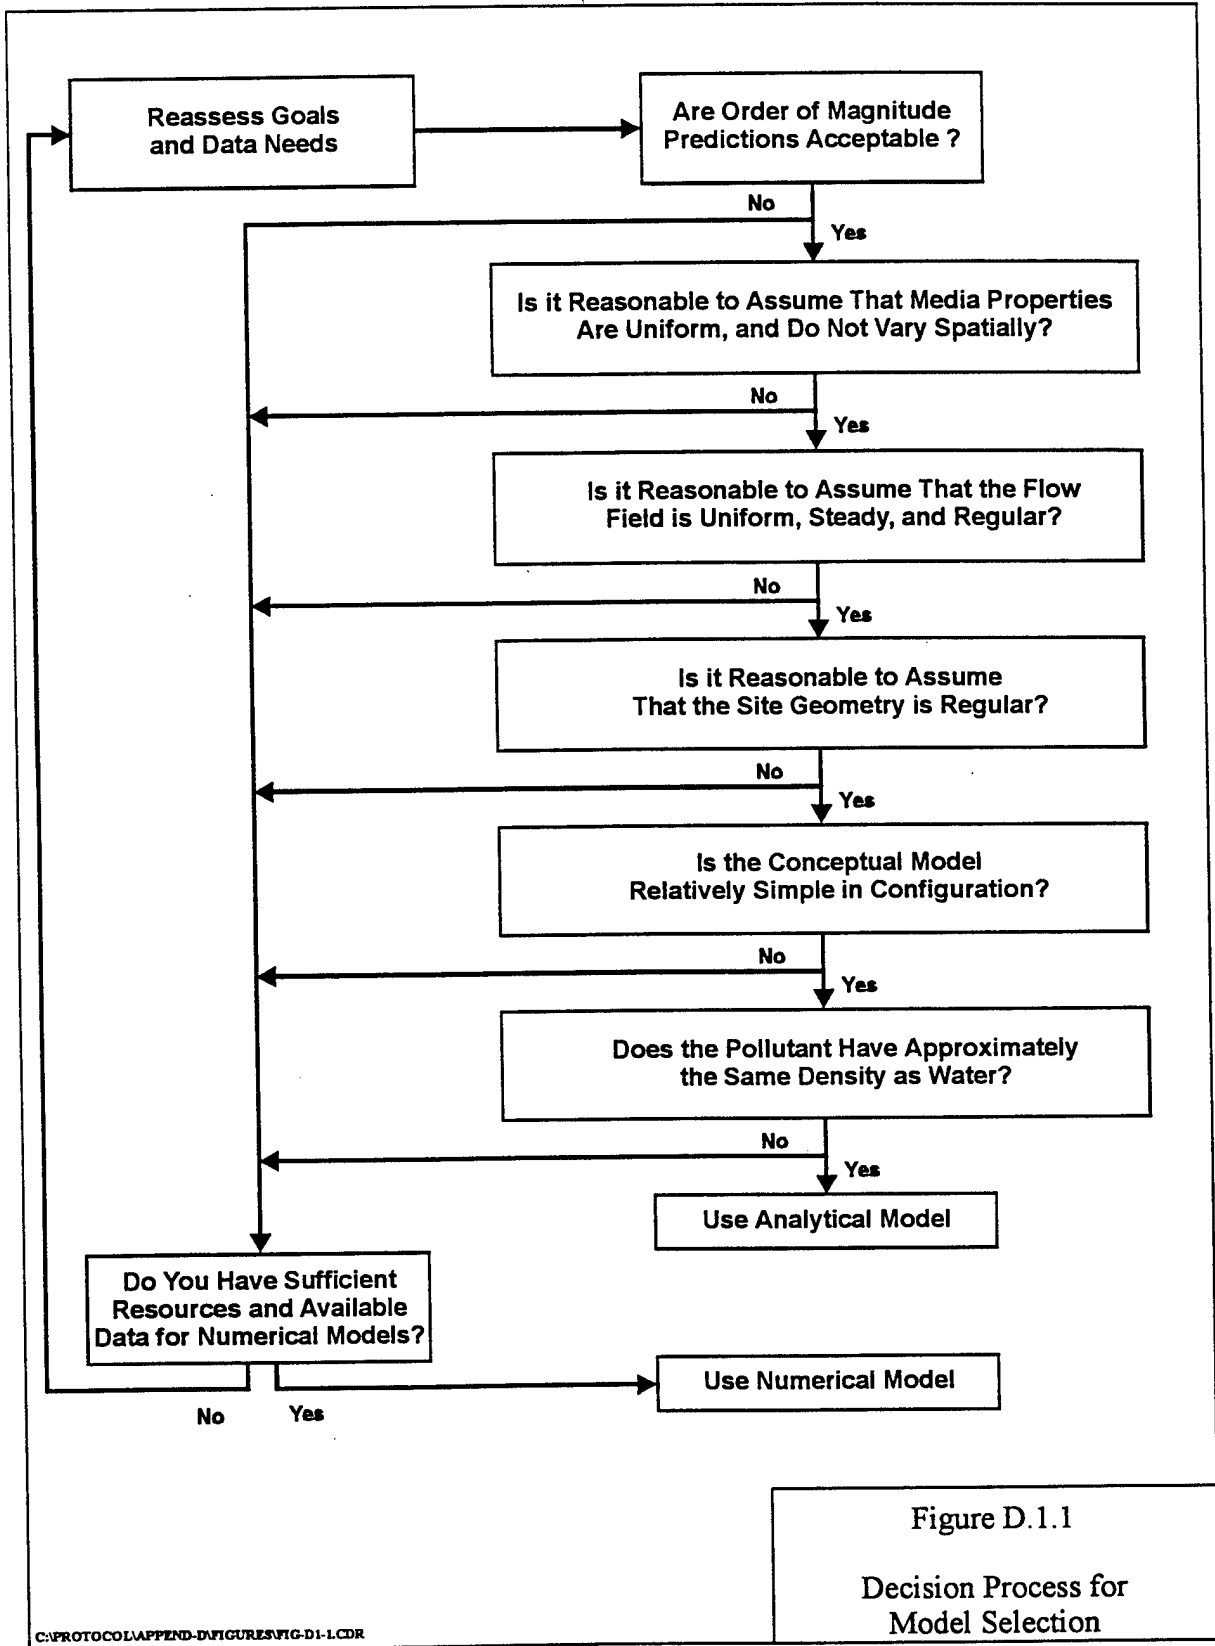 Reassess Goals
and Data Needs
Are Order of Magnitude
Predictions Acceptable ?
No
Yes
Is it Reasonable to Assume That Media Properties
Are Uniform, and Do Not Vary Spatially?
No
Yes
Is it Reasonable to Assume That the Flow
Field is Uniform, Steady, and Regular?
No
Yes
Is it Reasonable to Assume
That the Site Geometry is Regular?
No
Yes
Is the Conceptual Model
Relatively Simple in Configuration?
No
Yes
Does the Pollutant Have Approximately
the Same Density as Water?
No
Yes
Use Analytical Model
Do You Have Sufficient
Resources and Available
Data for Numerical Models?
No
Yes
Use Numerical Model
Figure D.1.1
Decision Process for
Model Selection
C:\PROTOCOL\APPEND-D\FIGURES\FIG-D1-1.CDR